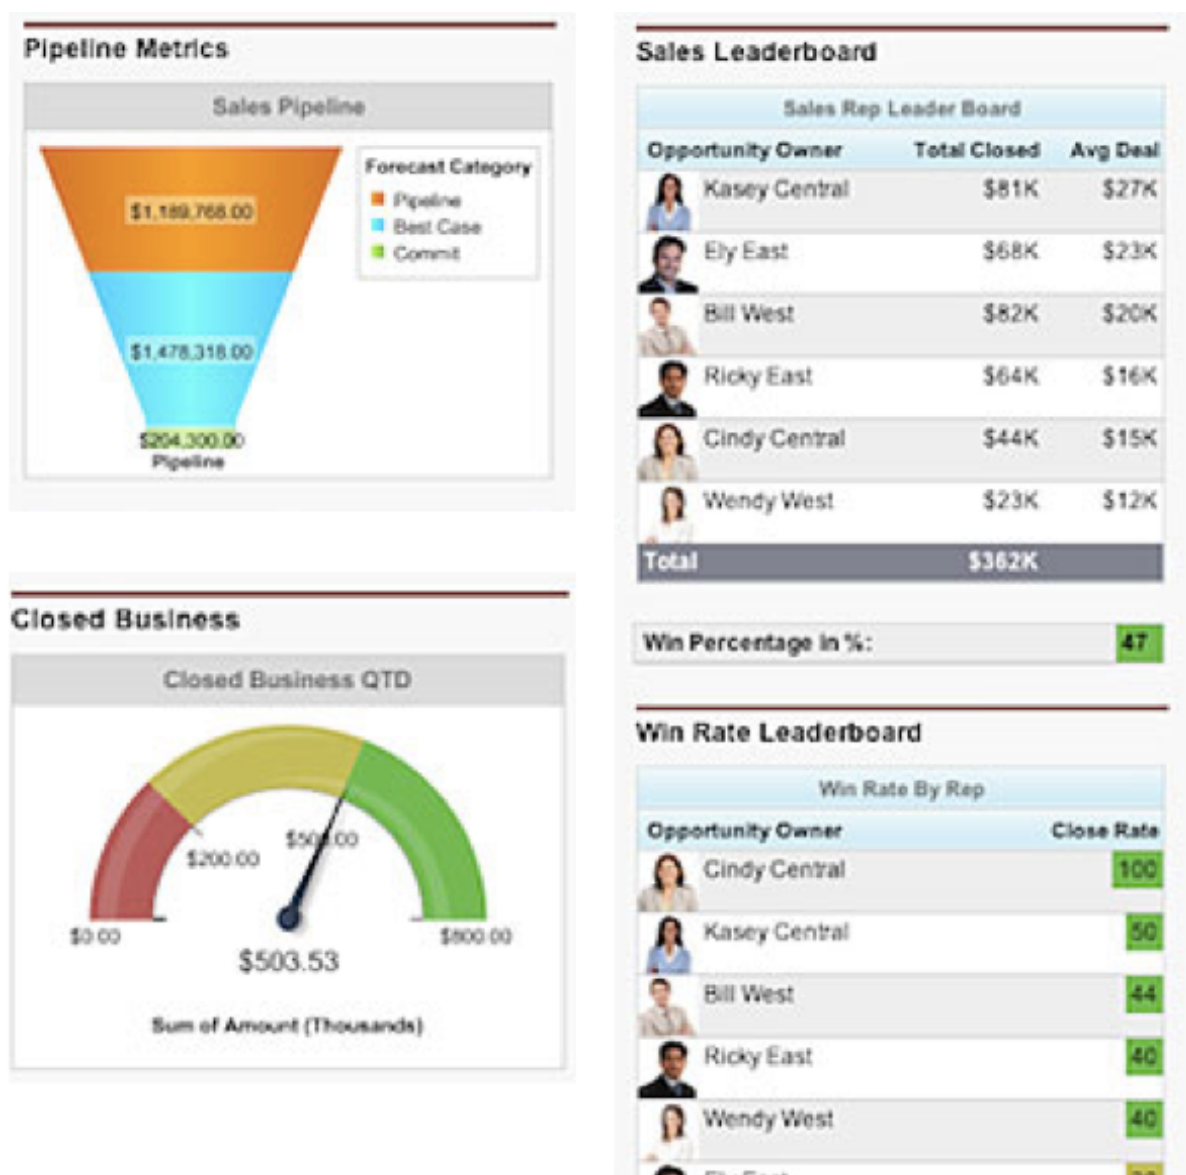 Pipeline Metrics
Sales Pipeline
$1,189,768.00
$1,478,318.00
$204,300.00
Pipeline
Forecast Category
Pipeline
Best Case
Commit
Closed Business
Closed Business QTD
$0.00
$200.00
$500.00
$800.00
$503.53
Sum of Amount (Thousands)
Sales Leaderboard
Sales Rep Leader Board
Opportunity Owner Total Closed Avg Deal
Kasey Central $81K $27K
Ely East $68K $23K
Bill West $82K $20K
Ricky East $64K $16K
Cindy Central $44K $15K
Wendy West $23K $12K
Total $362K
Win Percentage in %: 47
Win Rate Leaderboard
Win Rate By Rep
Opportunity Owner Close Rate
Cindy Central 100
Kasey Central 50
Bill West 44
Ricky East 40
Wendy West 40
Ely East